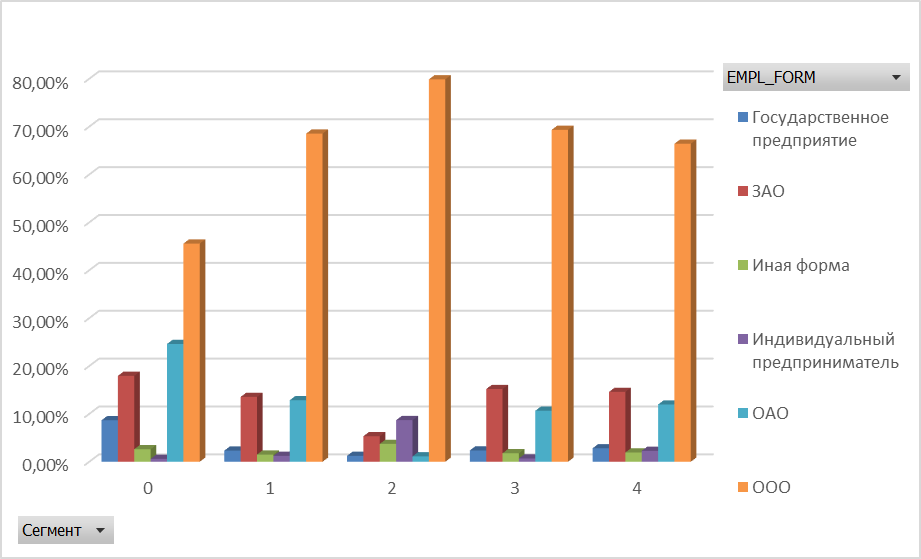 80,00%
70,00%
60,00%
50,00%
40,00%
30,00%
20,00%
10,00%
0,00%
0
1
2
3
4
Сегмент
EMPL_FORM
Государственное
предприятие
ЗАО
Иная форма
Индивидуальный
предприниматель
ОАО
ООО